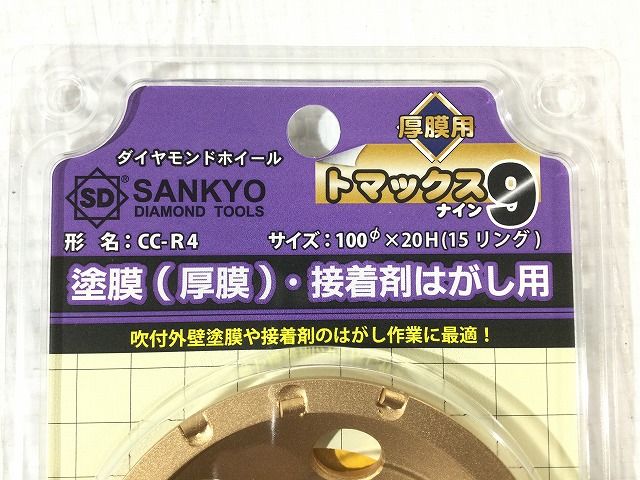 厚膜用
ダイヤモンドホイール
トマックス9
ナイン
SD®
SANKYO
DIAMOND TOOLS
形 名：CC-R4
サイズ：100φ×20H(15リング)
塗膜(厚膜)・接着剤はがし用
吹付外壁塗膜や接着剤のはがし作業に最適！